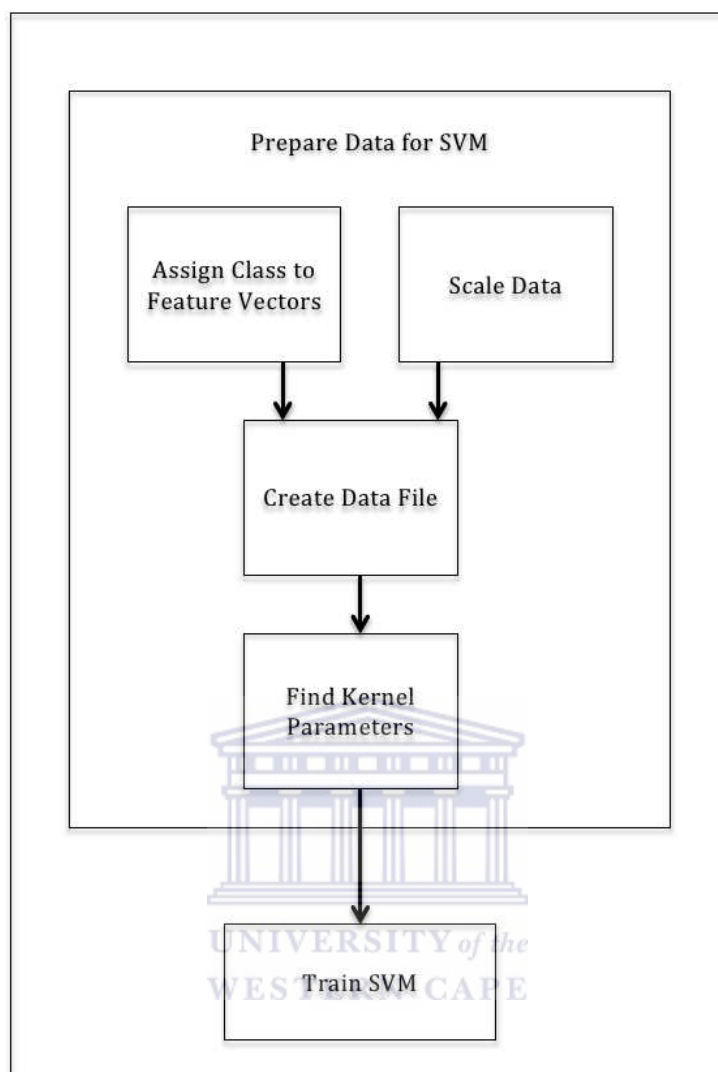 Prepare Data for SVM
Assign Class to
Feature Vectors
Scale Data
Create Data File
Find Kernel
Parameters
UNIVERSITY of the
Train SVM
WESTERN CAPE